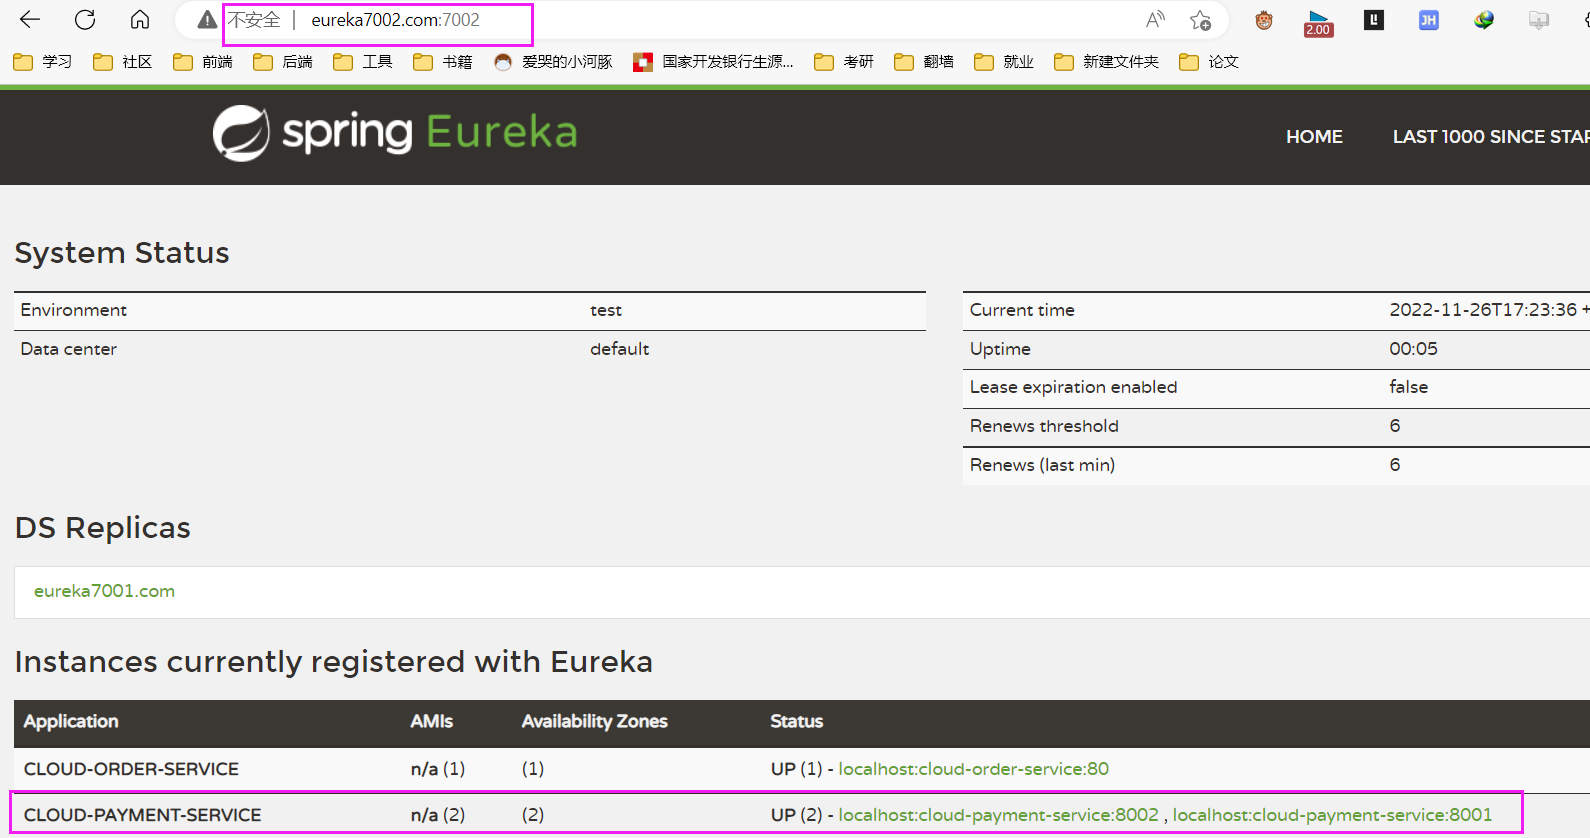 不安全 | eureka7002.com:7002
2.00
JH
学习 社区 前端 后端 工具 书籍 爱哭的小河豚 国家开发银行生源... 考研 翻墙 就业 新建文件夹 论文
spring Eureka HOME LAST 1000 SINCE STAR
System Status
Environment test Current time 2022-11-26T17:23:36 +
Data center default Uptime 00:05
Lease expiration enabled false
Renews threshold 6
Renews (last min) 6
DS Replicas
eureka7001.com
Instances currently registered with Eureka
Application AMIs Availability Zones Status
CLOUD-ORDER-SERVICE n/a (1) (1) UP (1) - localhost:cloud-order-service:80
CLOUD-PAYMENT-SERVICE n/a (2) (2) UP (2) - localhost:cloud-payment-service:8002 , localhost:cloud-payment-service:8001